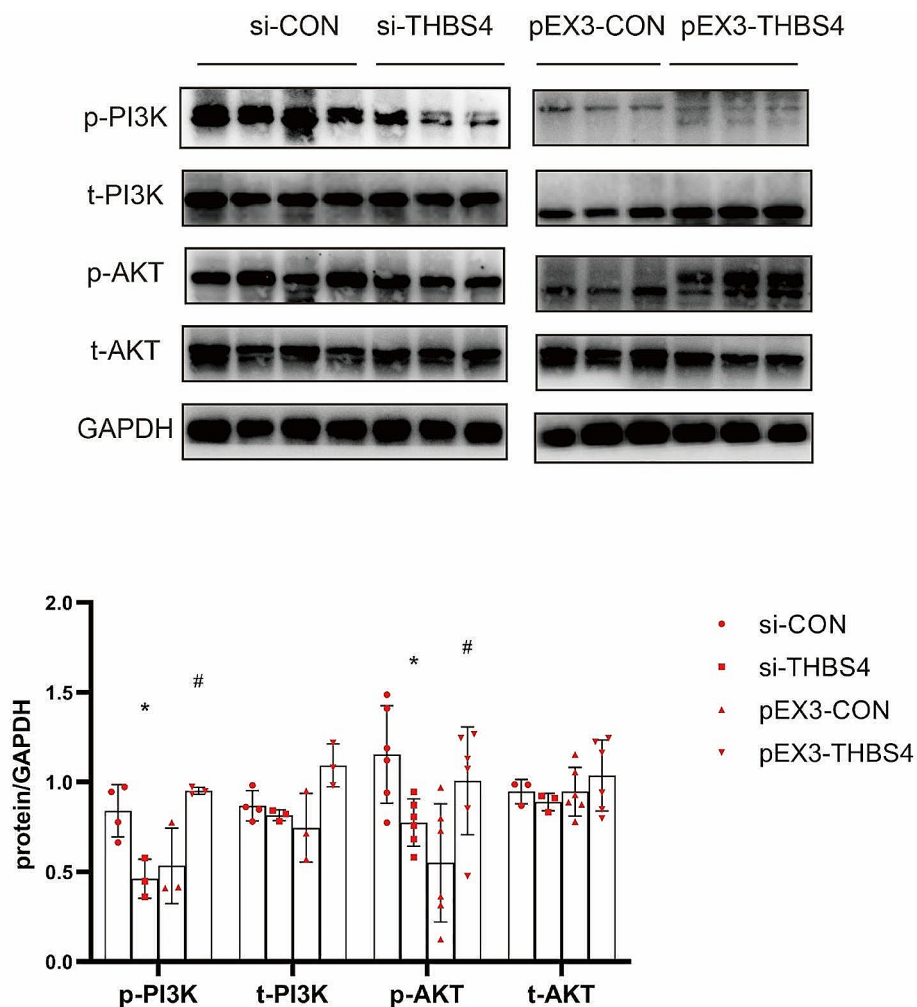 si-CON si-THBS4 pEX3-CON pEX3-THBS4
p-PI3K
t-PI3K
p-AKT
t-AKT
GAPDH
2.0
1.5
1.0
0.5
0.0
protein/GAPDH
* # * #
p-PI3K t-PI3K p-AKT t-AKT
si-CON
si-THBS4
pEX3-CON
pEX3-THBS4